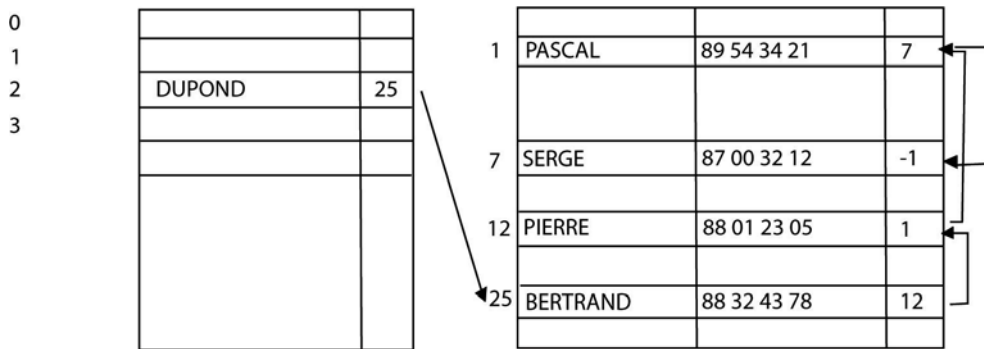 0
1
2 DUPOND 25
3
1 PASCAL 89 54 34 21 7
7 SERGE 87 00 32 12 -1
12 PIERRE 88 01 23 05 1
25 BERTRAND 88 32 43 78 12